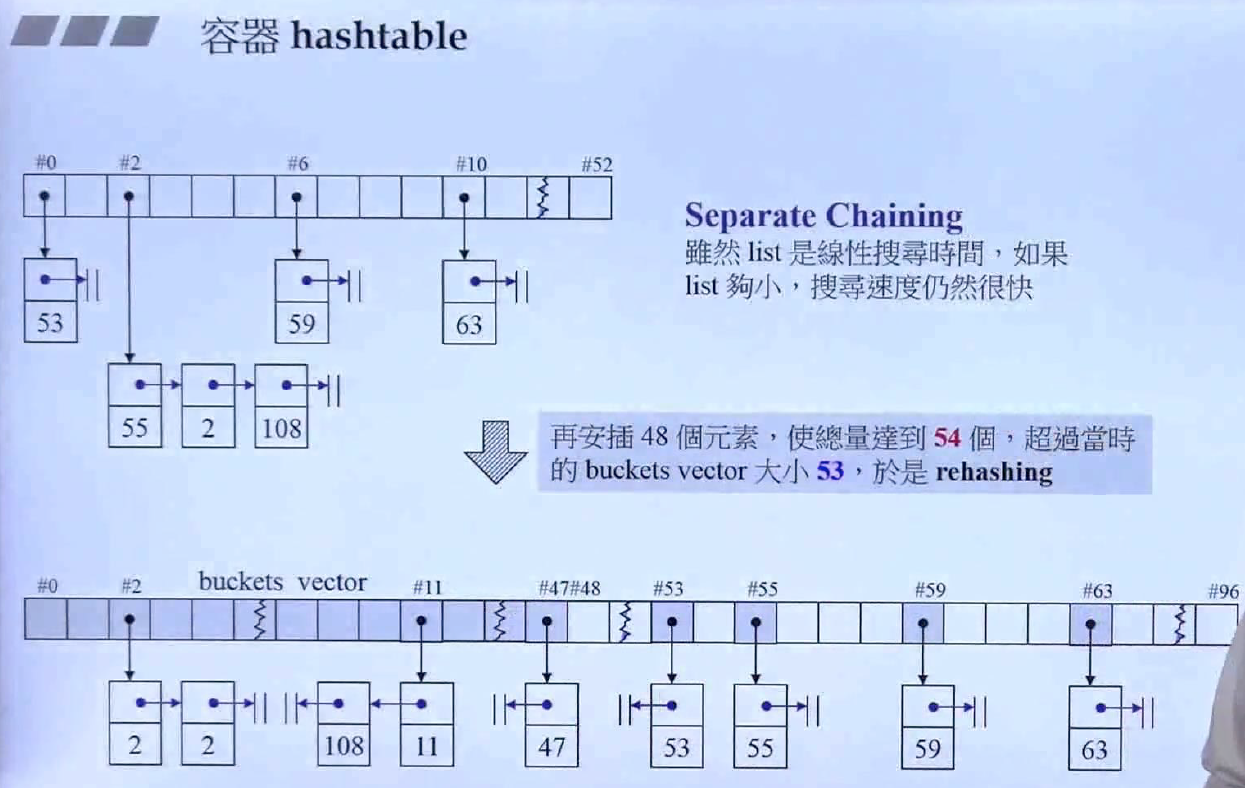 容器 hashtable
#0 #2 #6 #10 #52
53 59 63
55 2 108
Separate Chaining
雖然 list 是線性搜尋時間，如果
list 夠小，搜尋速度仍然很快
再安插 48 個元素，使總量達到 54 個，超過當時
的 buckets vector 大小 53，於是 rehashing
buckets vector
#0 #2 #11 #47#48 #53 #55 #59 #63 #96
2 2 108 11 47 53 55 59 63